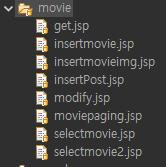 movie
get.jsp
insertmovie.jsp
insertmovieimg.jsp
insertPost.jsp
modify.jsp
moviepaging.jsp
selectmovie.jsp
selectmovie2.jsp